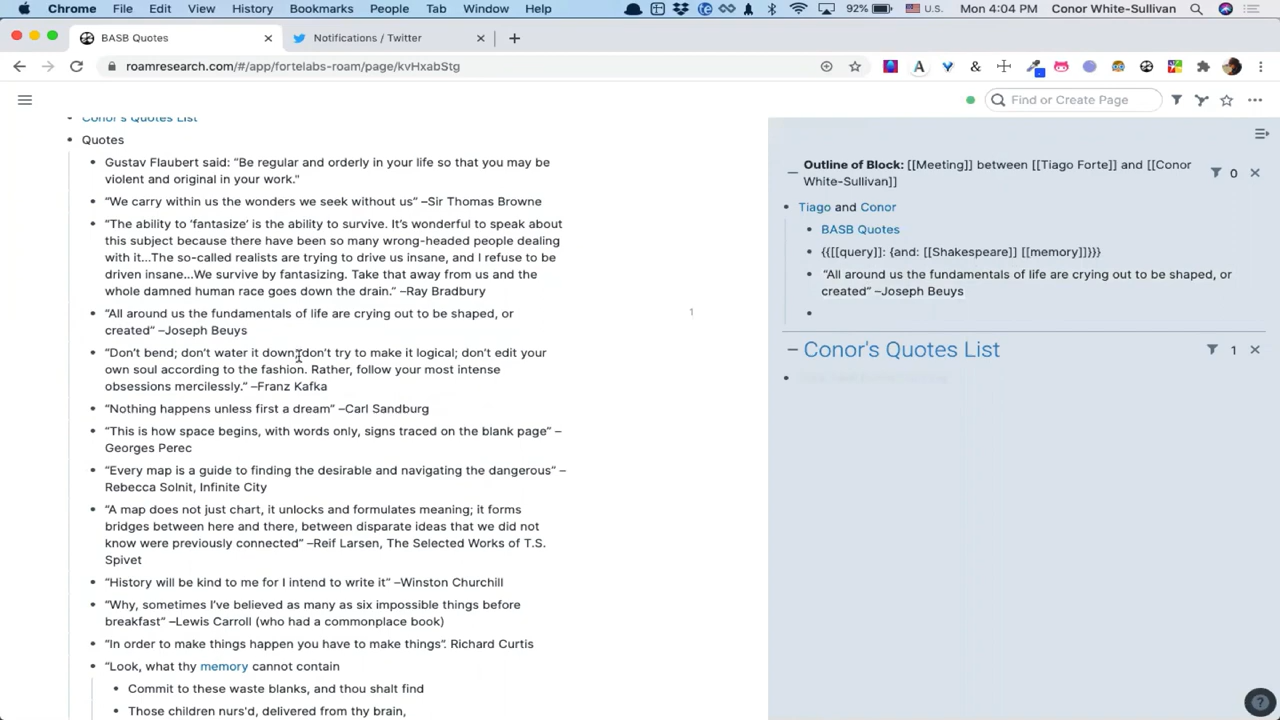 Chrome File Edit View History Bookmarks People Tab Window Help 92% U.S. Mon 4:04 PM Conor White-Sullivan
BASB Quotes Notifications / Twitter
roamresearch.com/#/app/fortelabs-roam/page/kvHxabStg
Find or Create Page
Conor's Quotes List
Quotes
Gustav Flaubert said: "Be regular and orderly in your life so that you may be
violent and original in your work."
“We carry within us the wonders we seek without us” –Sir Thomas Browne
“The ability to ‘fantasize’ is the ability to survive. It’s wonderful to speak about
this subject because there have been so many wrong-headed people dealing
with it...The so-called realists are trying to drive us insane, and I refuse to be
driven insane...We survive by fantasizing. Take that away from us and the
whole damned human race goes down the drain.” –Ray Bradbury
“All around us the fundamentals of life are crying out to be shaped, or
created” –Joseph Beuys
1
“Don’t bend; don’t water it down;don’t try to make it logical; don’t edit your
own soul according to the fashion. Rather, follow your most intense
obsessions mercilessly.” –Franz Kafka
“Nothing happens unless first a dream” –Carl Sandburg
“This is how space begins, with words only, signs traced on the blank page” –
Georges Perec
“Every map is a guide to finding the desirable and navigating the dangerous” –
Rebecca Solnit, Infinite City
“A map does not just chart, it unlocks and formulates meaning; it forms
bridges between here and there, between disparate ideas that we did not
know were previously connected” –Reif Larsen, The Selected Works of T.S.
Spivet
“History will be kind to me for I intend to write it” –Winston Churchill
“Why, sometimes I’ve believed as many as six impossible things before
breakfast” –Lewis Carroll (who had a commonplace book)
“In order to make things happen you have to make things”. Richard Curtis
“Look, what thy memory cannot contain
Commit to these waste blanks, and thou shalt find
Those children nurs'd, delivered from thy brain,
Outline of Block: [[Meeting]] between [[Tiago Forte]] and [[Conor
White-Sullivan]]
0
Tiago and Conor
BASB Quotes
{{[[query]]: {and: [[Shakespeare]] [[memory]]}}}
“All around us the fundamentals of life are crying out to be shaped, or
created” –Joseph Beuys
Conor's Quotes List
1
?